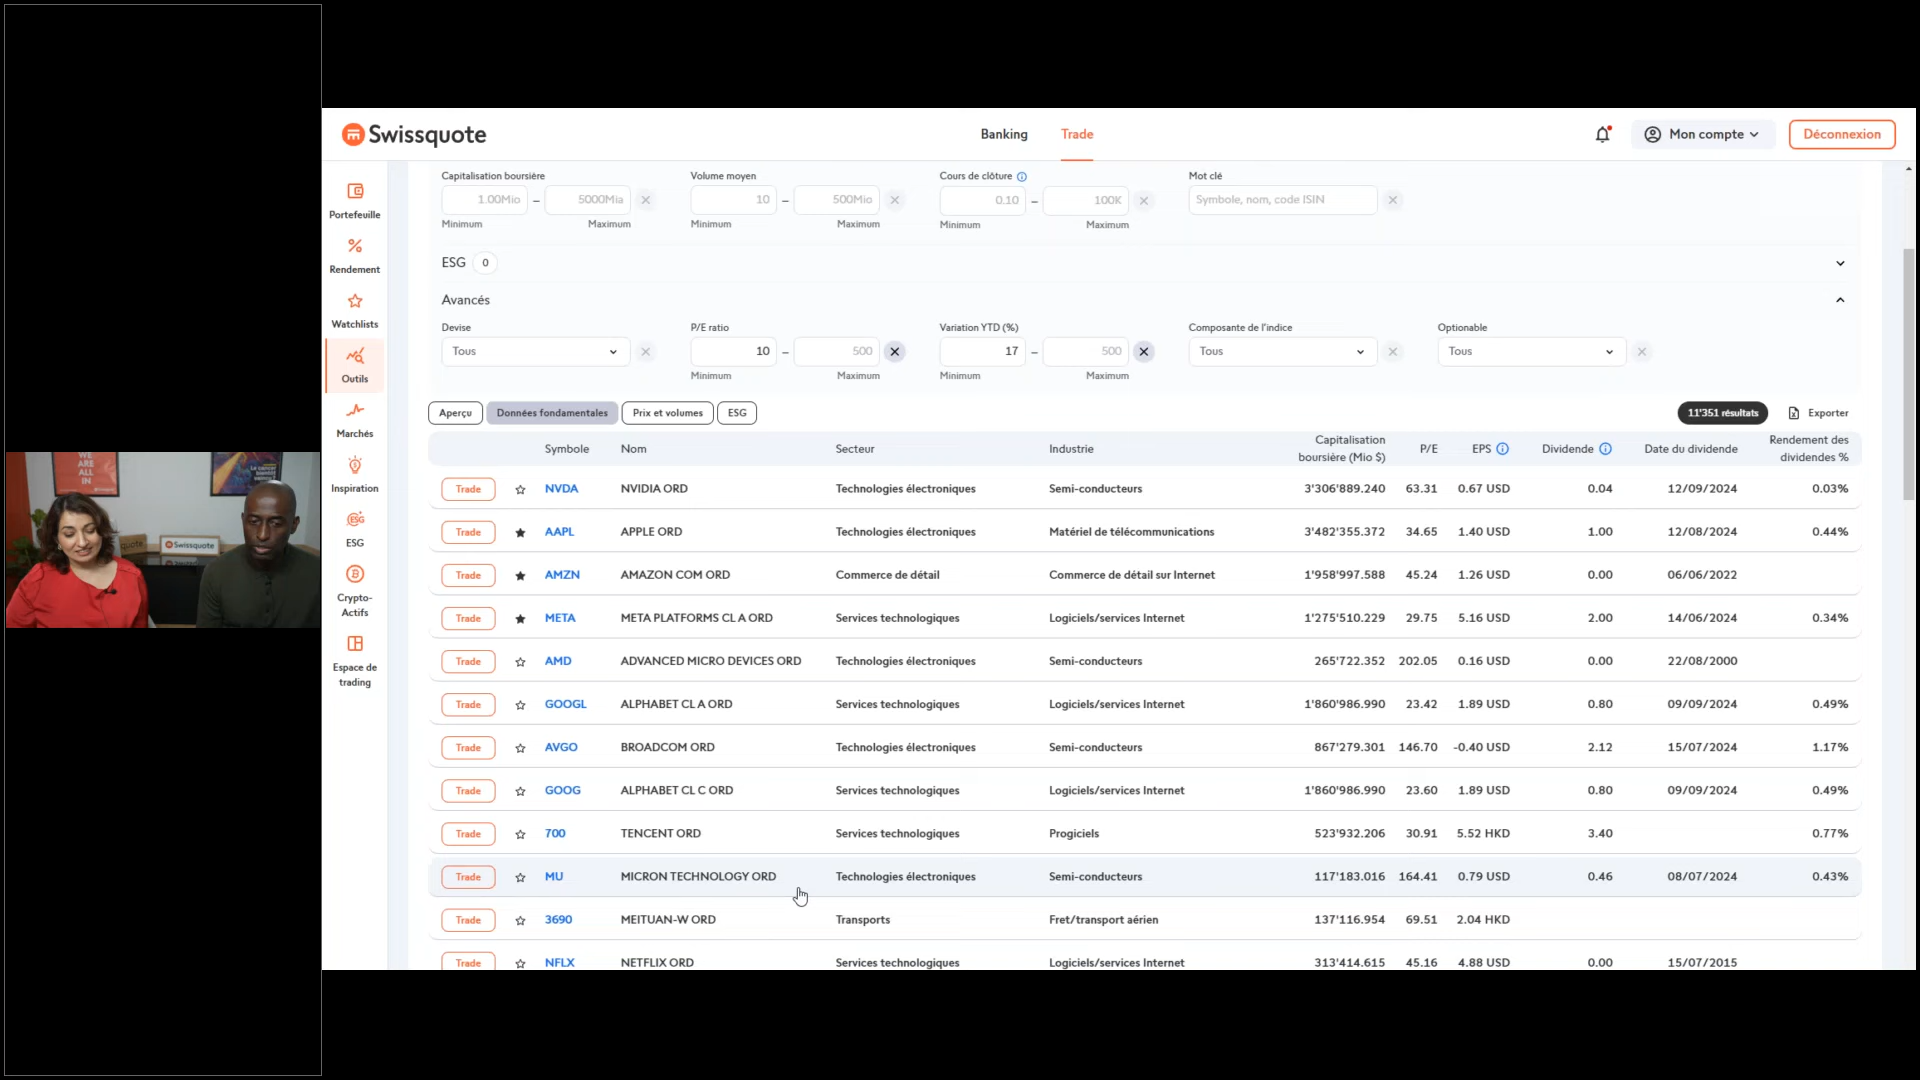 WE
ARE
ALL
IN
Swissquote
Swissquote
Banking
Trade
Mon compte
Déconnexion
Portefeuille
Rendement
Watchlists
Outils
Marchés
Inspiration
ESG
ESG
Crypto-
Actifs
Espace de
trading
Capitalisation boursière
Volume moyen
Cours de clôture
Mot clé
1.00Mio – 5000Mia
10 – 500Mio
0.10 – 100K
Symbole, nom, code ISIN
Minimum Maximum
Minimum Maximum
Minimum Maximum
ESG 0
Avancés
Devise
P/E ratio
Variation YTD (%)
Composante de l'indice
Optionable
Tous
10 – 500
17 – 500
Tous
Tous
Minimum Maximum
Minimum Maximum
Aperçu Données fondamentales Prix et volumes ESG
11'351 résultats
Exporter
Symbole Nom Secteur Industrie Capitalisation boursière (Mio $) P/E EPS Dividende Date du dividende Rendement des dividendes %
Trade NVDA NVIDIA ORD Technologies électroniques Semi-conducteurs 3'306'889.240 63.31 0.67 USD 0.04 12/09/2024 0.03%
Trade AAPL APPLE ORD Technologies électroniques Matériel de télécommunications 3'482'355.372 34.65 1.40 USD 1.00 12/08/2024 0.44%
Trade AMZN AMAZON COM ORD Commerce de détail Commerce de détail sur Internet 1'958'997.588 45.24 1.26 USD 0.00 06/06/2022
Trade META META PLATFORMS CL A ORD Services technologiques Logiciels/services Internet 1'275'510.229 29.75 5.16 USD 2.00 14/06/2024 0.34%
Trade AMD ADVANCED MICRO DEVICES ORD Technologies électroniques Semi-conducteurs 265'722.352 202.05 0.16 USD 0.00 22/08/2000
Trade GOOGL ALPHABET CL A ORD Services technologiques Logiciels/services Internet 1'860'986.990 23.42 1.89 USD 0.80 09/09/2024 0.49%
Trade AVGO BROADCOM ORD Technologies électroniques Semi-conducteurs 867'279.301 146.70 -0.40 USD 2.12 15/07/2024 1.17%
Trade GOOG ALPHABET CL C ORD Services technologiques Logiciels/services Internet 1'860'986.990 23.60 1.89 USD 0.80 09/09/2024 0.49%
Trade 700 TENCENT ORD Services technologiques Progiciels 523'932.206 30.91 5.52 HKD 3.40 0.77%
Trade MU MICRON TECHNOLOGY ORD Technologies électroniques Semi-conducteurs 117'183.016 164.41 0.79 USD 0.46 08/07/2024 0.43%
Trade 3690 MEITUAN-W ORD Transports Fret/transport aérien 137'116.954 69.51 2.04 HKD
Trade NFLX NETFLIX ORD Services technologiques Logiciels/services Internet 313'414.615 45.16 4.88 USD 0.00 15/07/2015